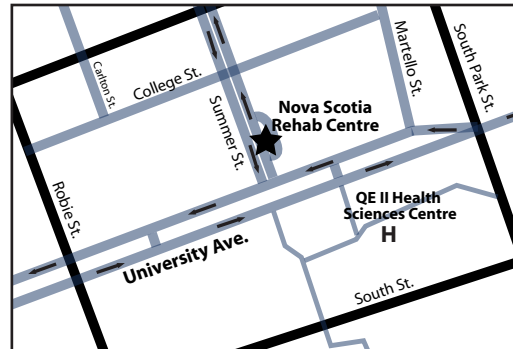 Carlton St.
College St.
Summer St.
Martello St.
South Park St.
Nova Scotia
Rehab Centre
Robie St.
QE II Health
Sciences Centre
H
University Ave.
South St.